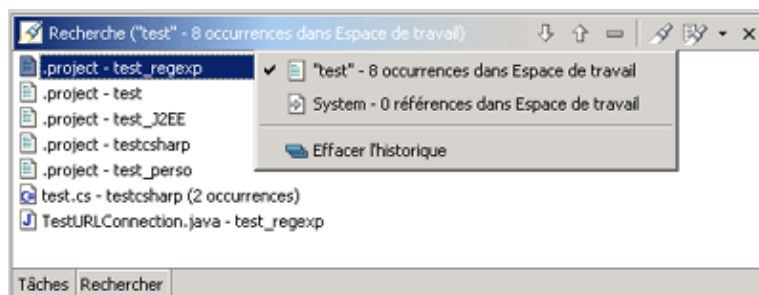 Recherche ("test" - 8 occurrences dans Espace de travail)
.project - test_regexp
"test" - 8 occurrences dans Espace de travail
.project - test
System - 0 références dans Espace de travail
.project - test_J2EE
.project - testcsharp
Effacer l'historique
.project - test_perso
test.cs - testcsharp (2 occurrences)
TestURLConnection.java - test_regexp
Tâches Rechercher